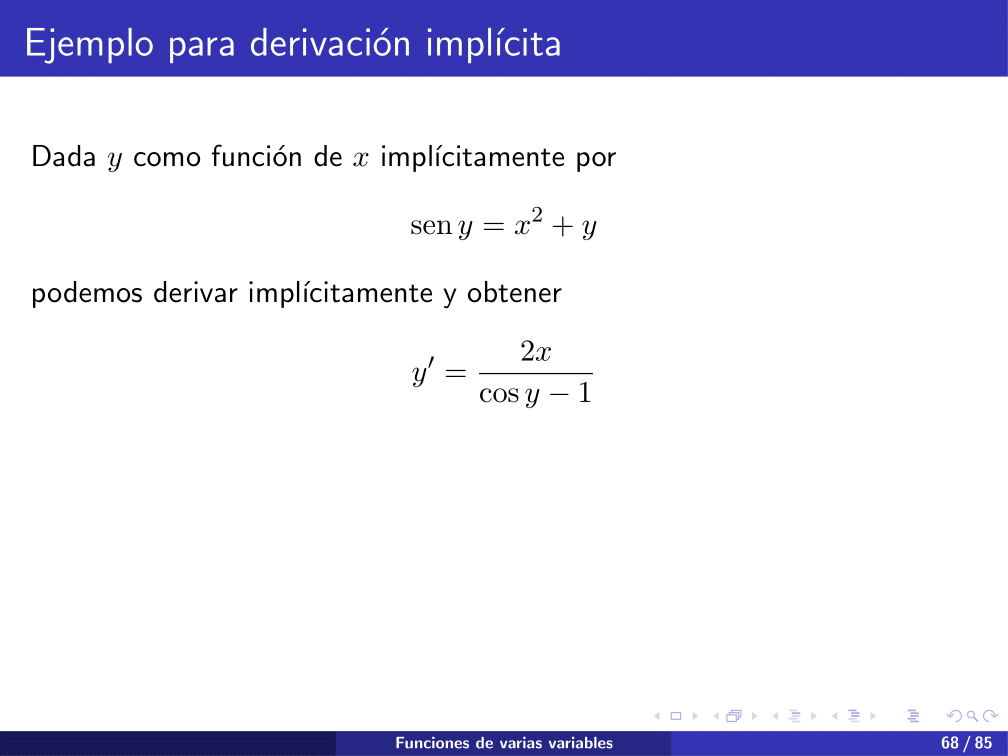 Ejemplo para derivación implícita
Dada y como función de x implícitamente por
sen y = x² + y
podemos derivar implícitamente y obtener
y′ = 2x / (cos y − 1)
Funciones de varias variables
68 / 85